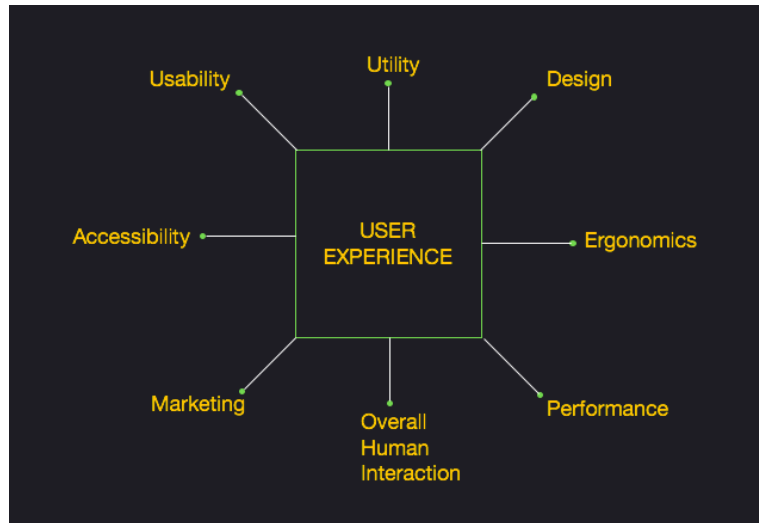 Usability
Utility
Design
Accessibility
USER
EXPERIENCE
Ergonomics
Marketing
Overall
Human
Interaction
Performance